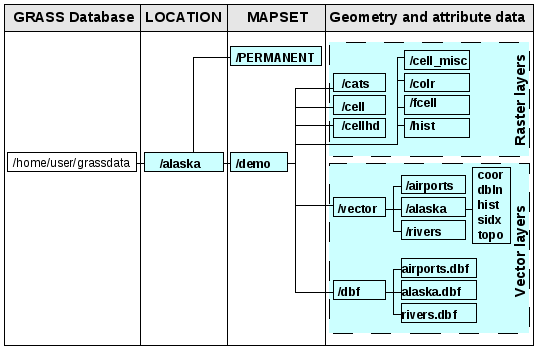 GRASS Database LOCATION MAPSET Geometry and attribute data
/PERMANENT
/cell_misc
/cats /colr
/cell /fcell
/cellhd /hist
Raster layers
/home/user/grassdata /alaska /demo
/vector
/airports
/alaska
/rivers
coor
dbln
hist
sidx
topo
/dbf
airports.dbf
alaska.dbf
rivers.dbf
Vector layers